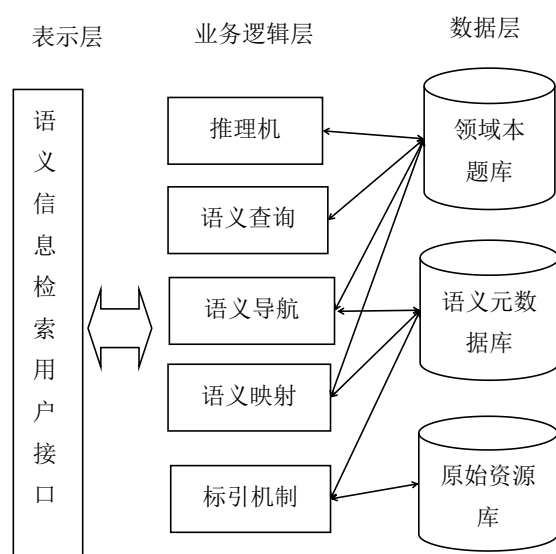 表示层
业务逻辑层
数据层
语
义
信
息
检
索
用
户
接
口
推理机
语义查询
语义导航
语义映射
标引机制
领域本
题库
语义元数
据库
原始资源
库